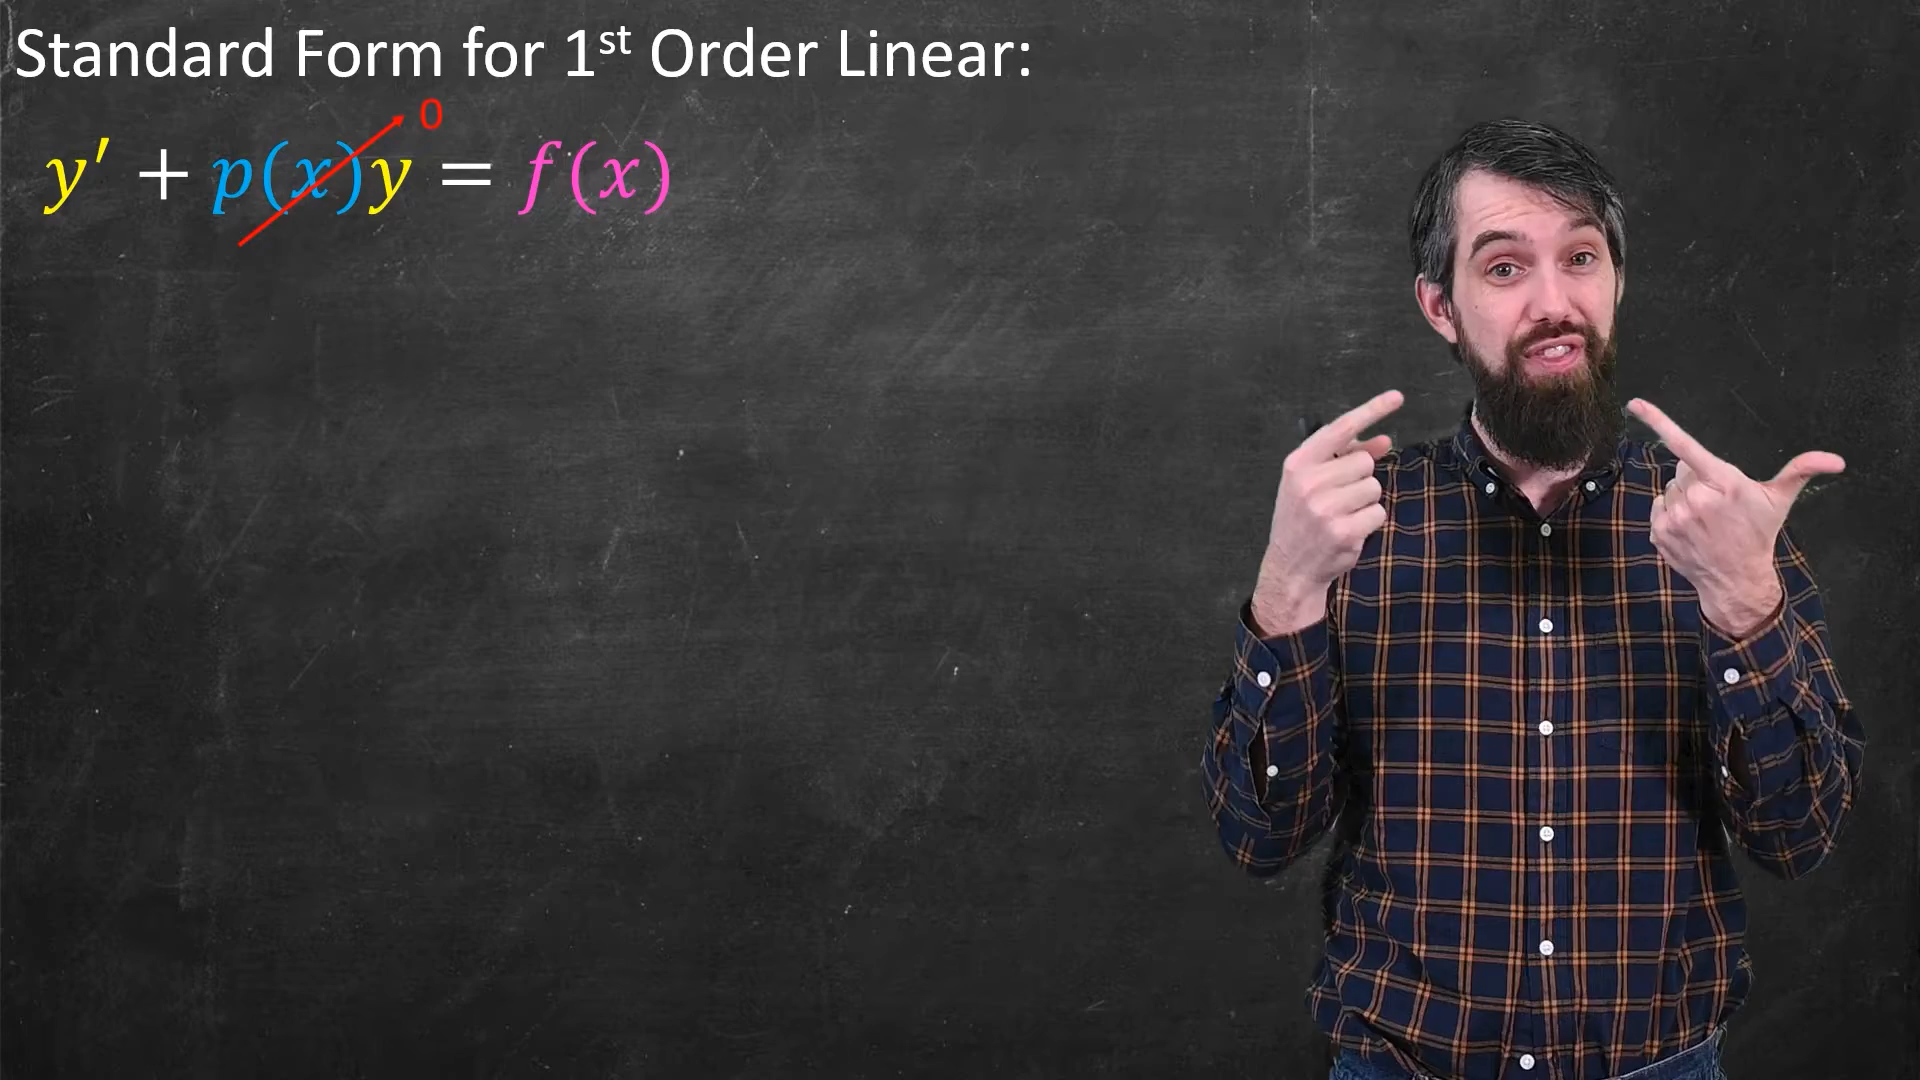 Standard Form for 1st Order Linear:
0
y′ + p(x)y = f(x)